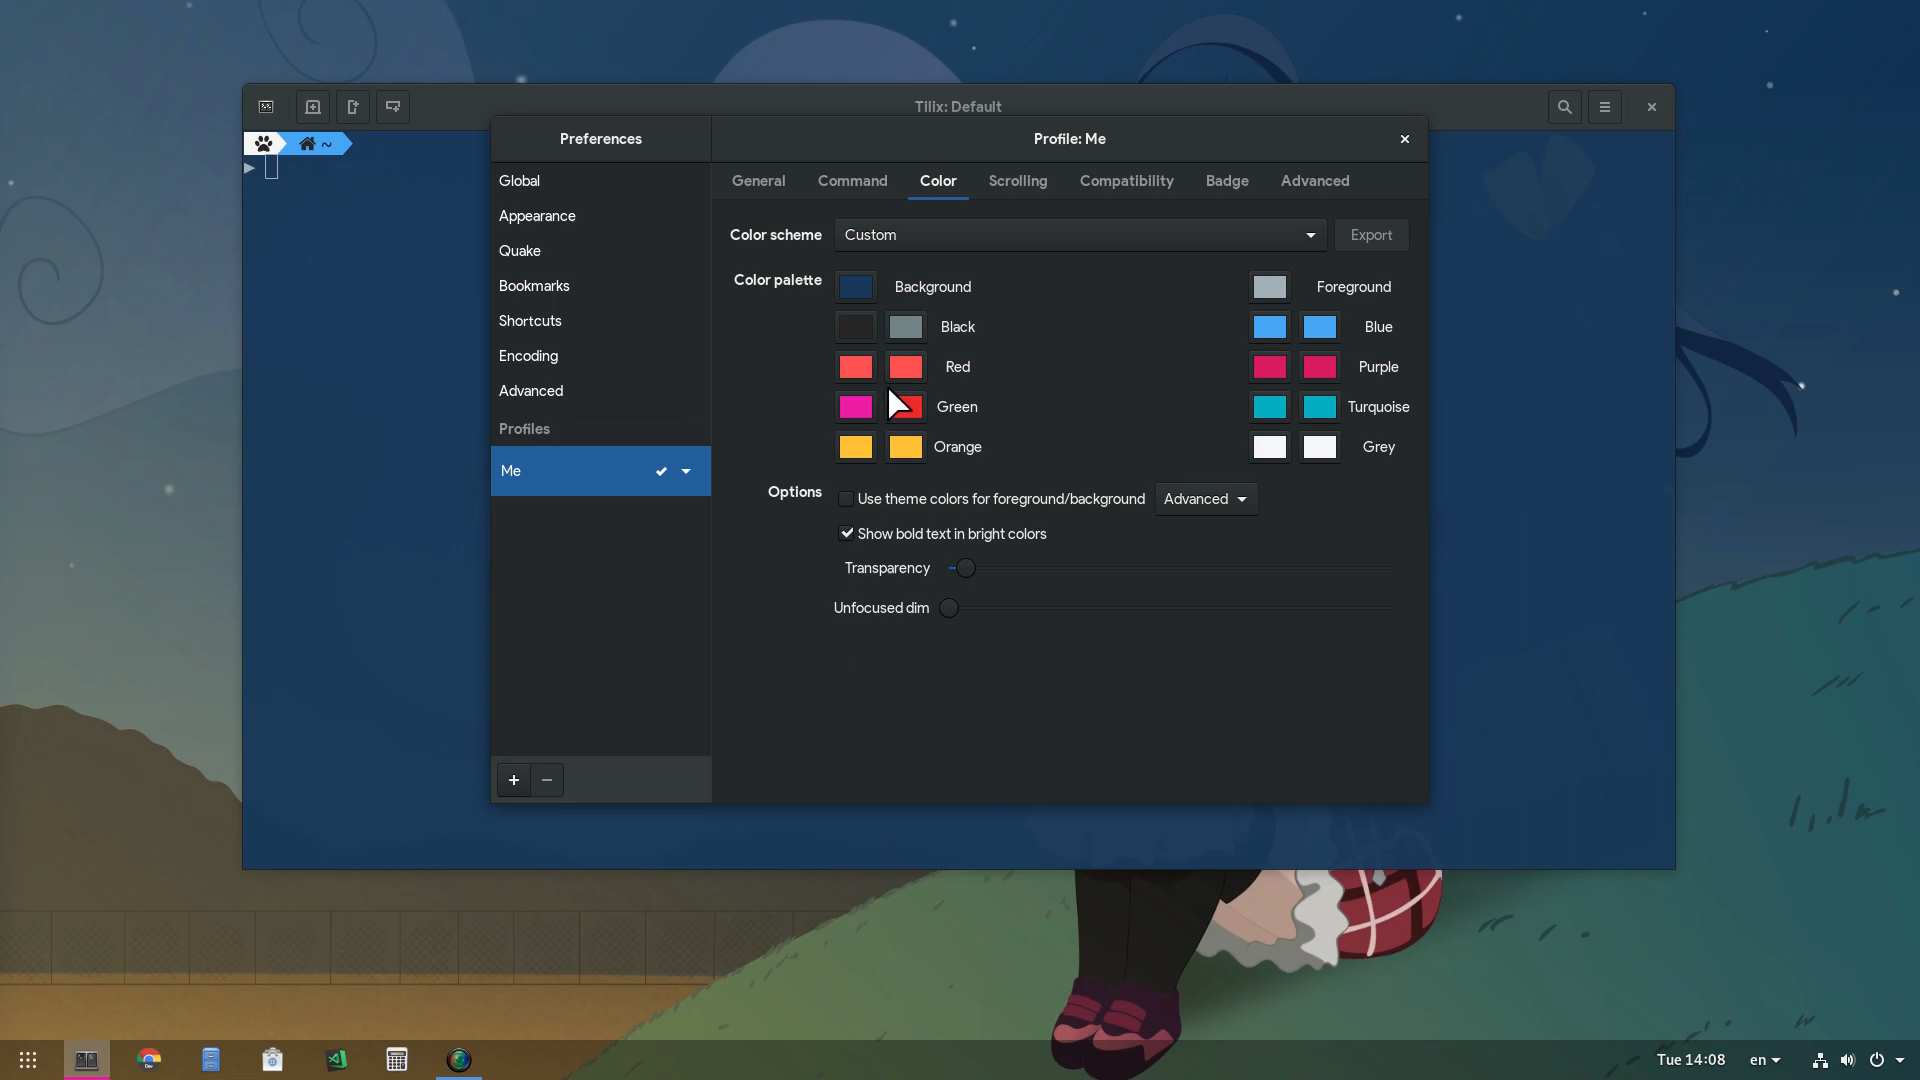 Tilix: Default
~
Preferences
Profile: Me
Global
Appearance
Quake
Bookmarks
Shortcuts
Encoding
Advanced
Profiles
Me
General Command Color Scrolling Compatibility Badge Advanced
Color scheme Custom Export
Color palette Background Foreground
Black Blue
Red Purple
Green Turquoise
Orange Grey
Options Use theme colors for foreground/background Advanced
Show bold text in bright colors
Transparency
Unfocused dim
Tue 14:08 en